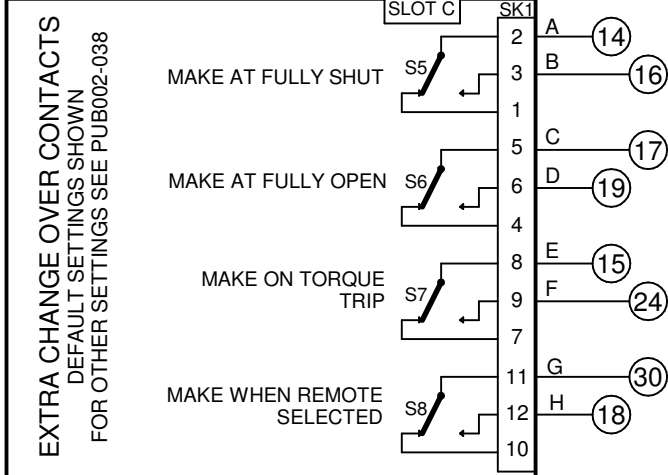 SLOT C
SK1
EXTRA CHANGE OVER CONTACTS
DEFAULT SETTINGS SHOWN
FOR OTHER SETTINGS SEE PUB002-038
MAKE AT FULLY SHUT
S5
2 A 14
3 B 16
1
MAKE AT FULLY OPEN
S6
5 C 17
6 D 19
4
MAKE ON TORQUE
TRIP
S7
8 E 15
9 F 24
7
MAKE WHEN REMOTE
SELECTED
S8
11 G 30
12 H 18
10